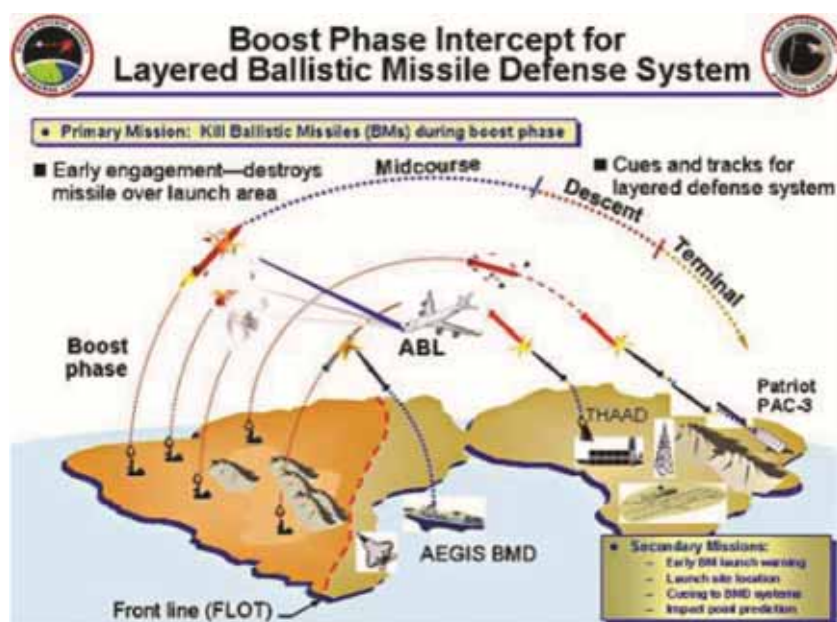 Boost Phase Intercept for
Layered Ballistic Missile Defense System
• Primary Mission: Kill Ballistic Missiles (BMs) during boost phase
■ Early engagement—destroys
missile over launch area
Midcourse
Descent
Terminal
■ Cues and tracks for
layered defense system
Boost
phase
ABL
Patriot
PAC-3
THAAD
AEGIS BMD
Front line (FLOT)
• Secondary Missions:
– Early BM launch warning
– Launch site location
– Cueing to BMD systems
– Impact point prediction